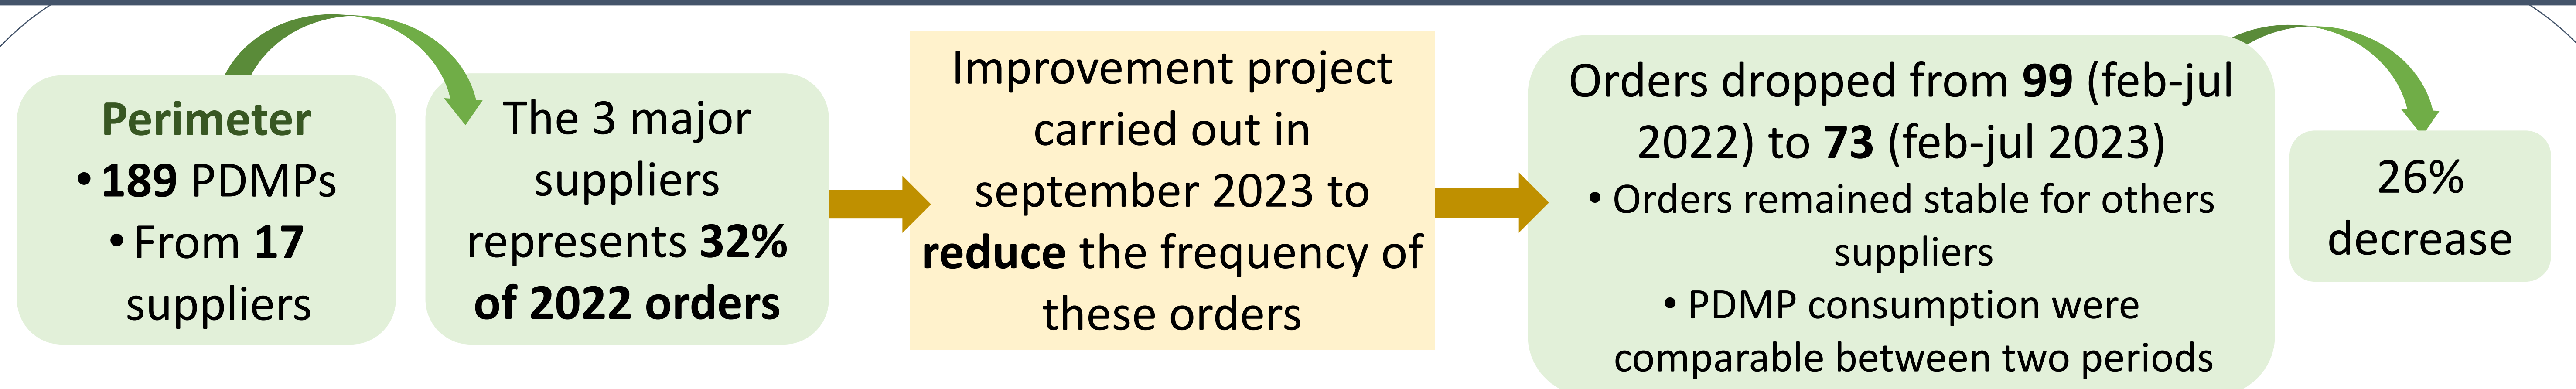 Perimeter
• 189 PDMPs
• From 17
suppliers
The 3 major
suppliers
represents 32%
of 2022 orders
Improvement project
carried out in
september 2023 to
reduce the frequency of
these orders
Orders dropped from 99 (feb-jul
2022) to 73 (feb-jul 2023)
• Orders remained stable for others
suppliers
• PDMP consumption were
comparable between two periods
26%
decrease